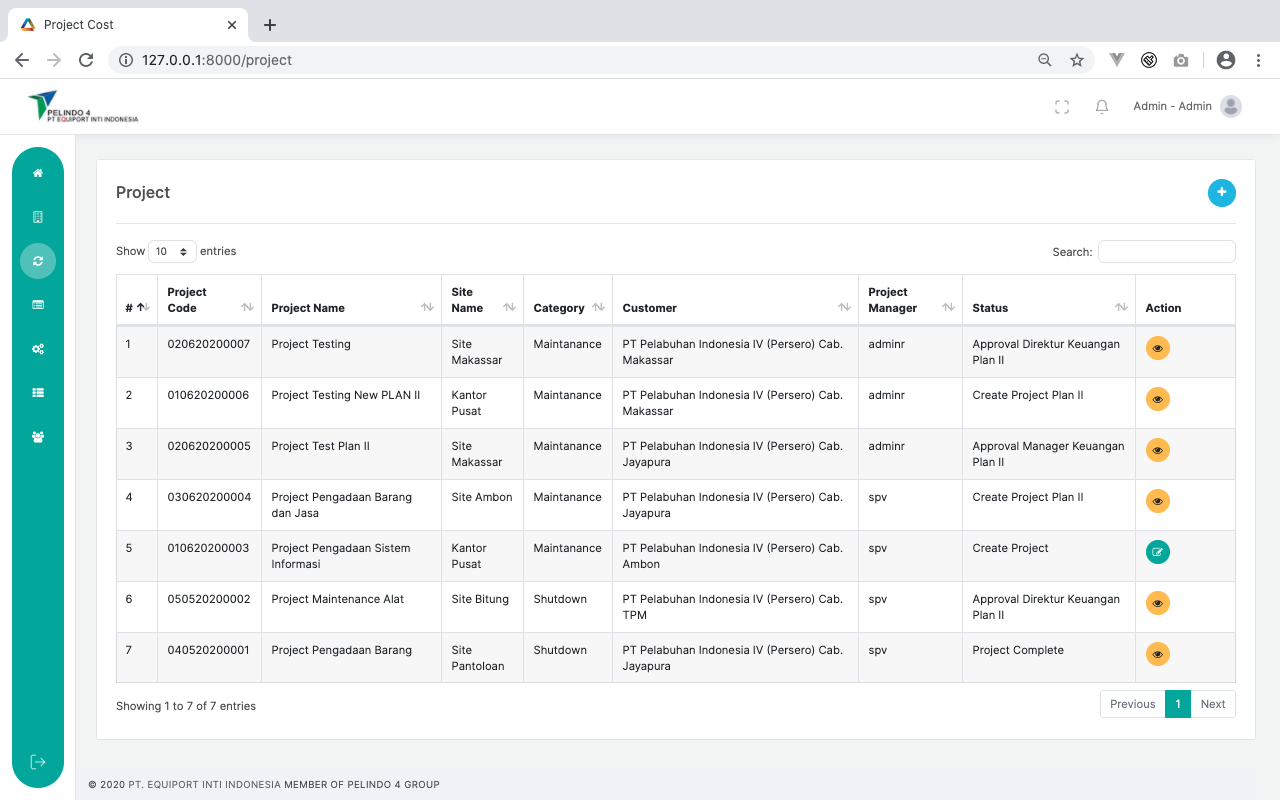 Project Cost
127.0.0.1:8000/project
PELINDO 4
PT EQUIPORT INTI INDONESIA
Admin - Admin
Project
Show 10 entries
Search:
# Project Code Project Name Site Name Category Customer Project Manager Status Action
1 020620200007 Project Testing Site Makassar Maintanance PT Pelabuhan Indonesia IV (Persero) Cab. Makassar adminr Approval Direktur Keuangan Plan II
2 010620200006 Project Testing New PLAN II Kantor Pusat Maintanance PT Pelabuhan Indonesia IV (Persero) Cab. Makassar adminr Create Project Plan II
3 020620200005 Project Test Plan II Site Makassar Maintanance PT Pelabuhan Indonesia IV (Persero) Cab. Jayapura adminr Approval Manager Keuangan Plan II
4 030620200004 Project Pengadaan Barang dan Jasa Site Ambon Maintanance PT Pelabuhan Indonesia IV (Persero) Cab. Jayapura spv Create Project Plan II
5 010620200003 Project Pengadaan Sistem Informasi Kantor Pusat Maintanance PT Pelabuhan Indonesia IV (Persero) Cab. Ambon spv Create Project
6 050520200002 Project Maintenance Alat Site Bitung Shutdown PT Pelabuhan Indonesia IV (Persero) Cab. TPM spv Approval Direktur Keuangan Plan II
7 040520200001 Project Pengadaan Barang Site Pantoloan Shutdown PT Pelabuhan Indonesia IV (Persero) Cab. Jayapura spv Project Complete
Showing 1 to 7 of 7 entries
Previous 1 Next
© 2020 PT. EQUIPORT INTI INDONESIA MEMBER OF PELINDO 4 GROUP